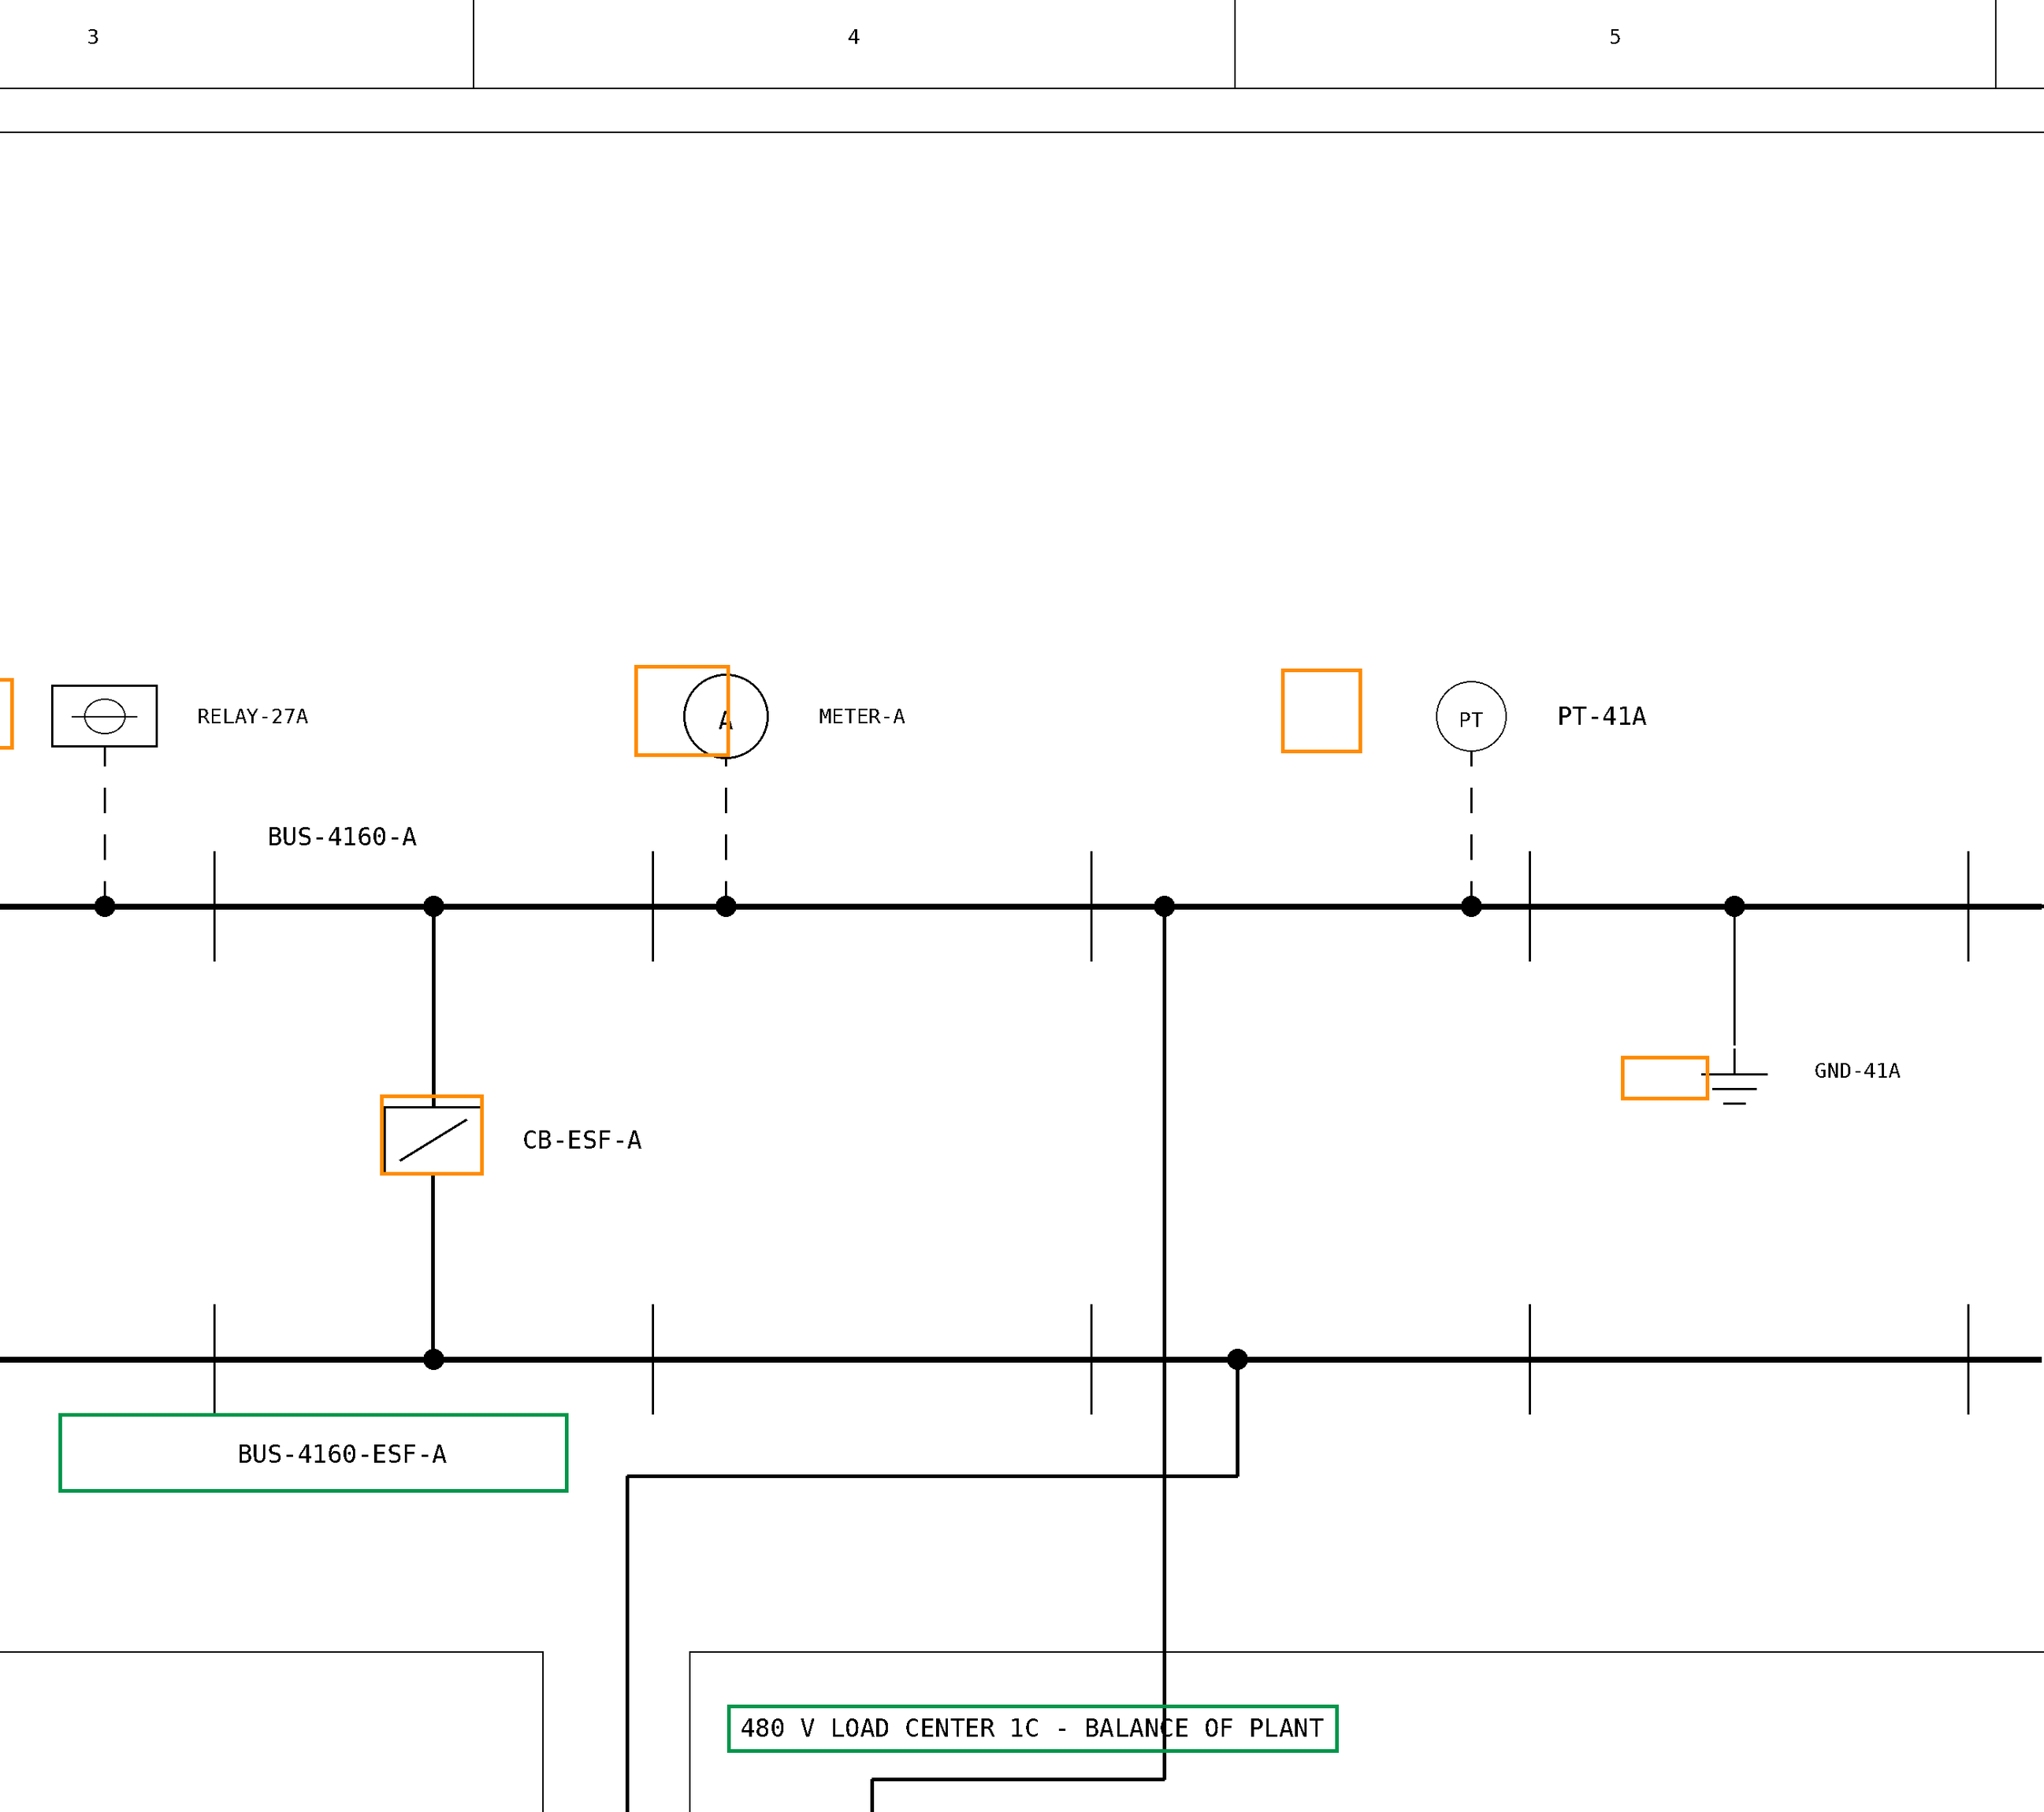 3
4
5
RELAY-27A
A
METER-A
PT
PT-41A
BUS-4160-A
GND-41A
CB-ESF-A
BUS-4160-ESF-A
480 V LOAD CENTER 1C - BALANCE OF PLANT